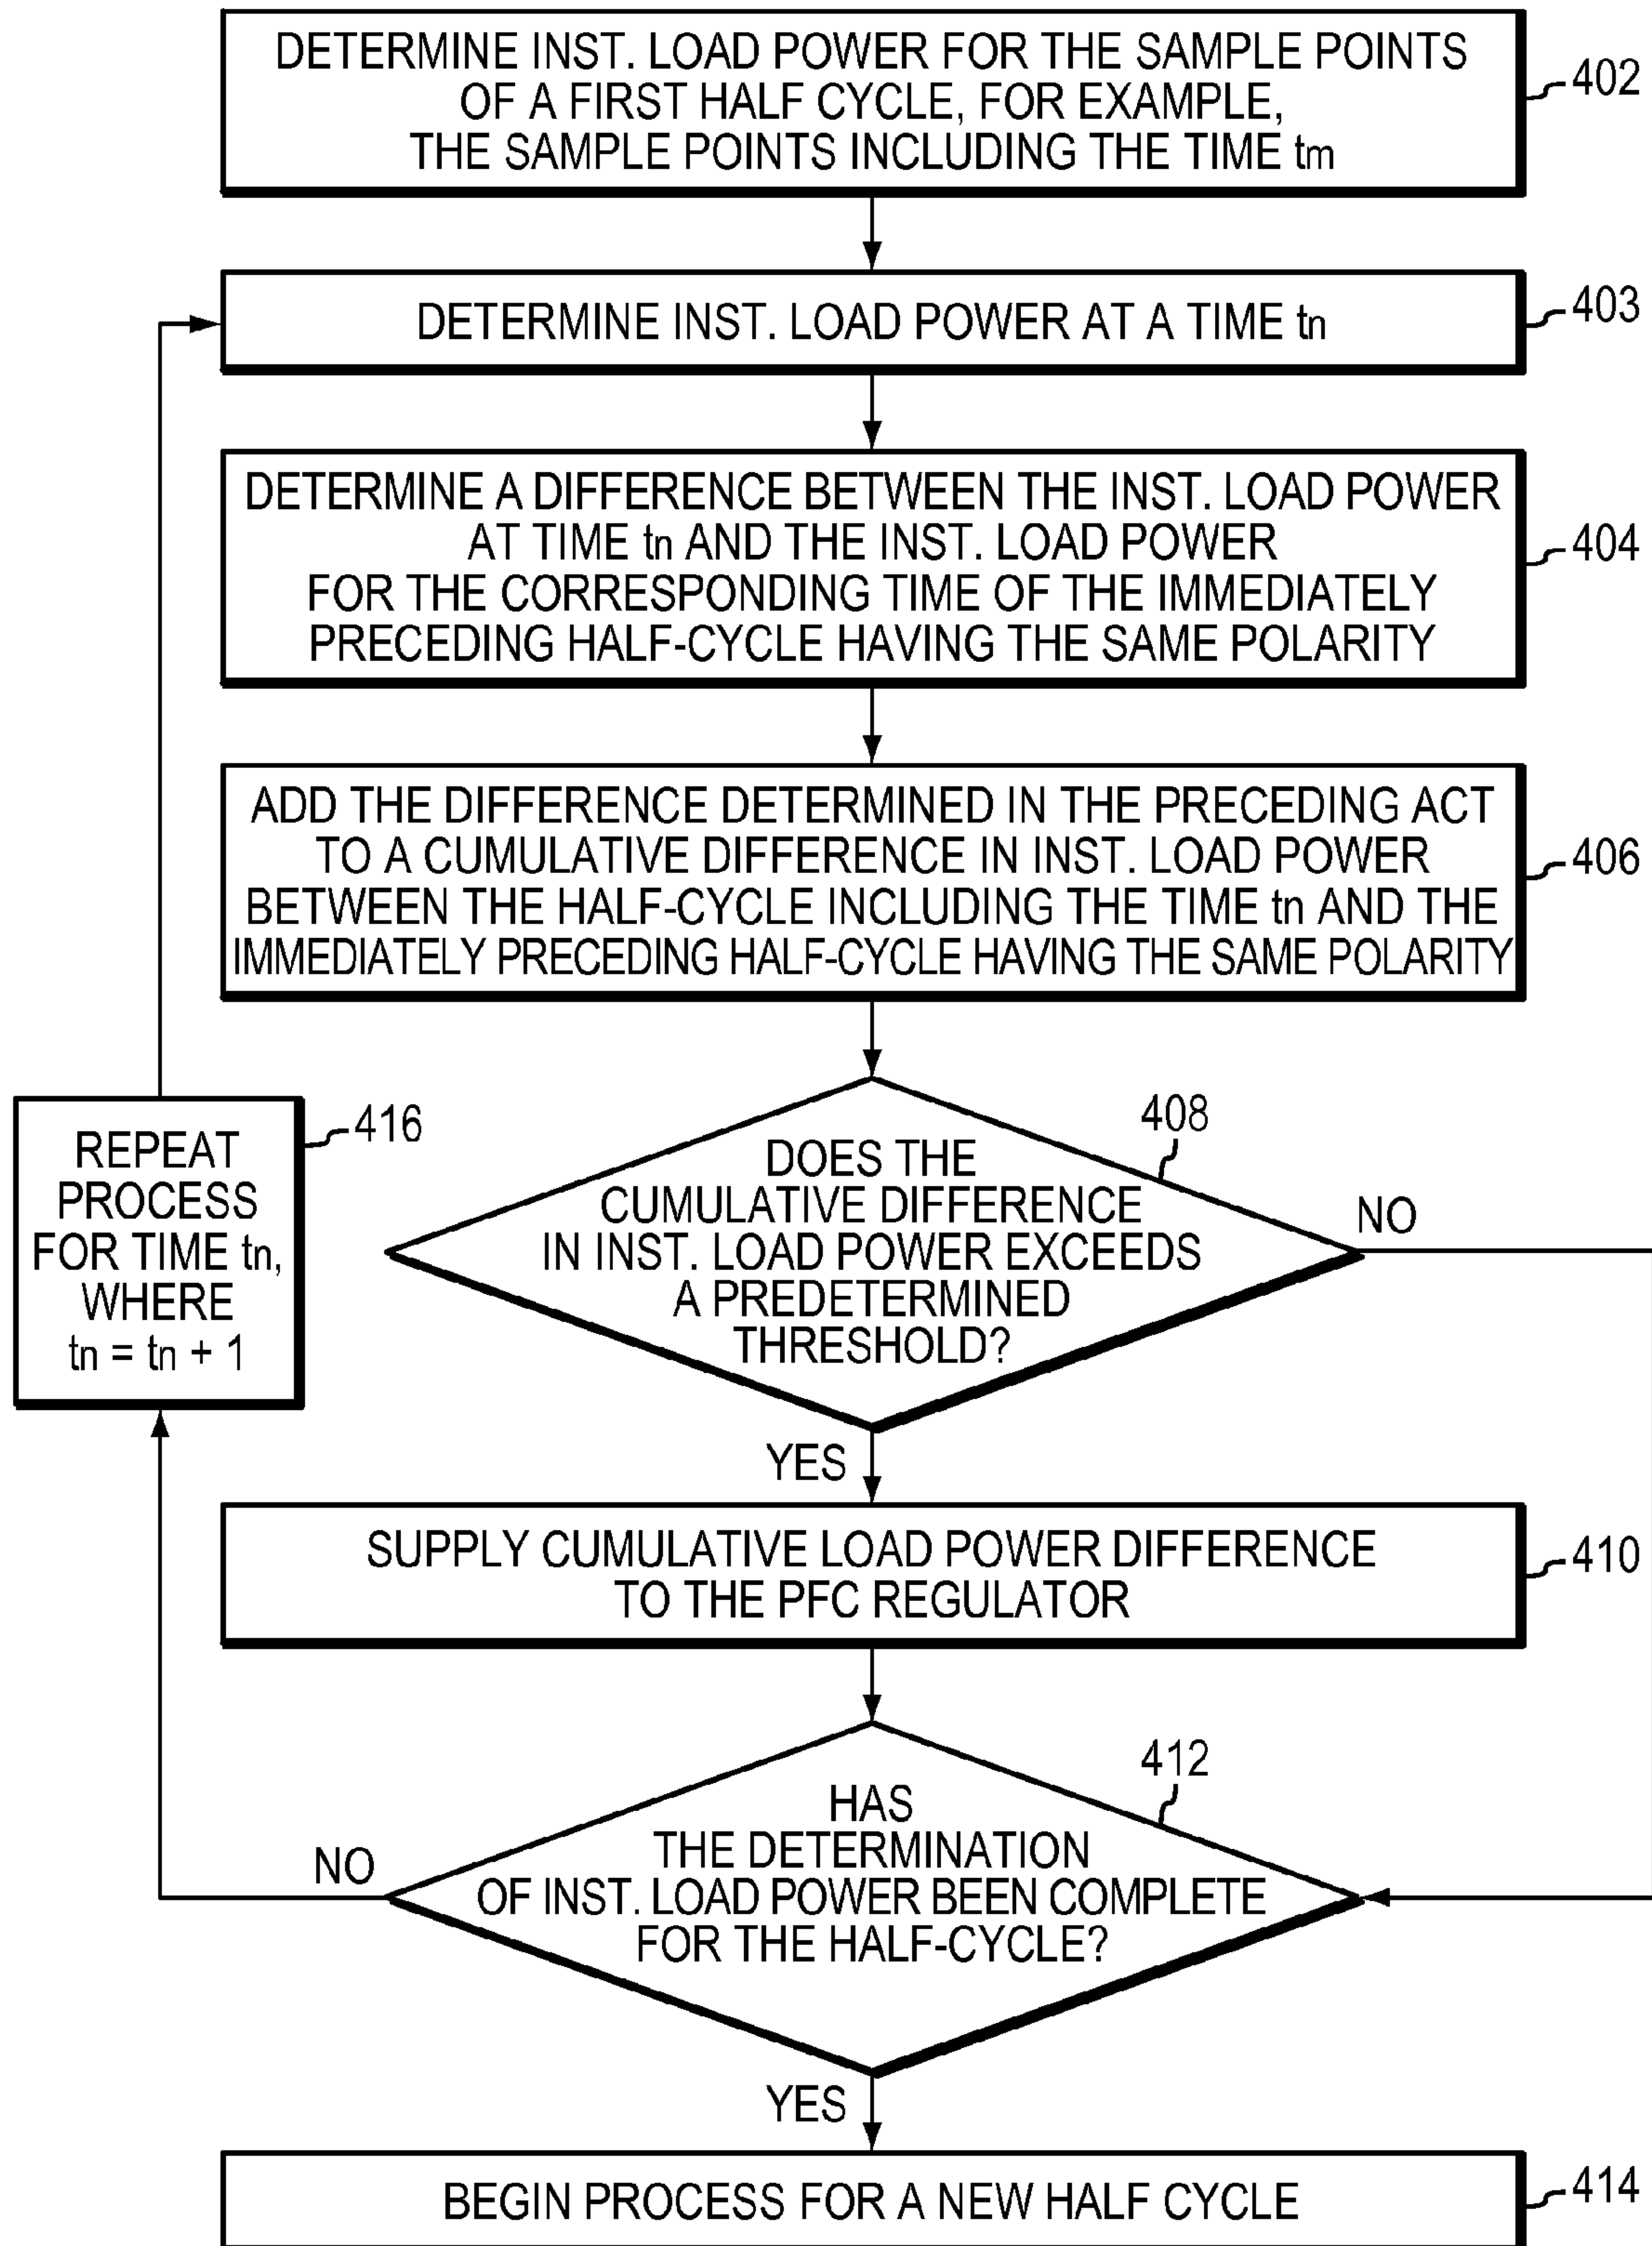 DETERMINE INST. LOAD POWER FOR THE SAMPLE POINTS
OF A FIRST HALF CYCLE, FOR EXAMPLE,
THE SAMPLE POINTS INCLUDING THE TIME tm
402
DETERMINE INST. LOAD POWER AT A TIME tn
403
DETERMINE A DIFFERENCE BETWEEN THE INST. LOAD POWER
AT TIME tn AND THE INST. LOAD POWER
FOR THE CORRESPONDING TIME OF THE IMMEDIATELY
PRECEDING HALF-CYCLE HAVING THE SAME POLARITY
404
ADD THE DIFFERENCE DETERMINED IN THE PRECEDING ACT
TO A CUMULATIVE DIFFERENCE IN INST. LOAD POWER
BETWEEN THE HALF-CYCLE INCLUDING THE TIME tn AND THE
IMMEDIATELY PRECEDING HALF-CYCLE HAVING THE SAME POLARITY
406
REPEAT
PROCESS
FOR TIME tn,
WHERE
tn = tn + 1
416
408
DOES THE
CUMULATIVE DIFFERENCE
IN INST. LOAD POWER EXCEEDS
A PREDETERMINED
THRESHOLD?
NO
YES
SUPPLY CUMULATIVE LOAD POWER DIFFERENCE
TO THE PFC REGULATOR
410
412
HAS
THE DETERMINATION
OF INST. LOAD POWER BEEN COMPLETE
FOR THE HALF-CYCLE?
NO
YES
BEGIN PROCESS FOR A NEW HALF CYCLE
414